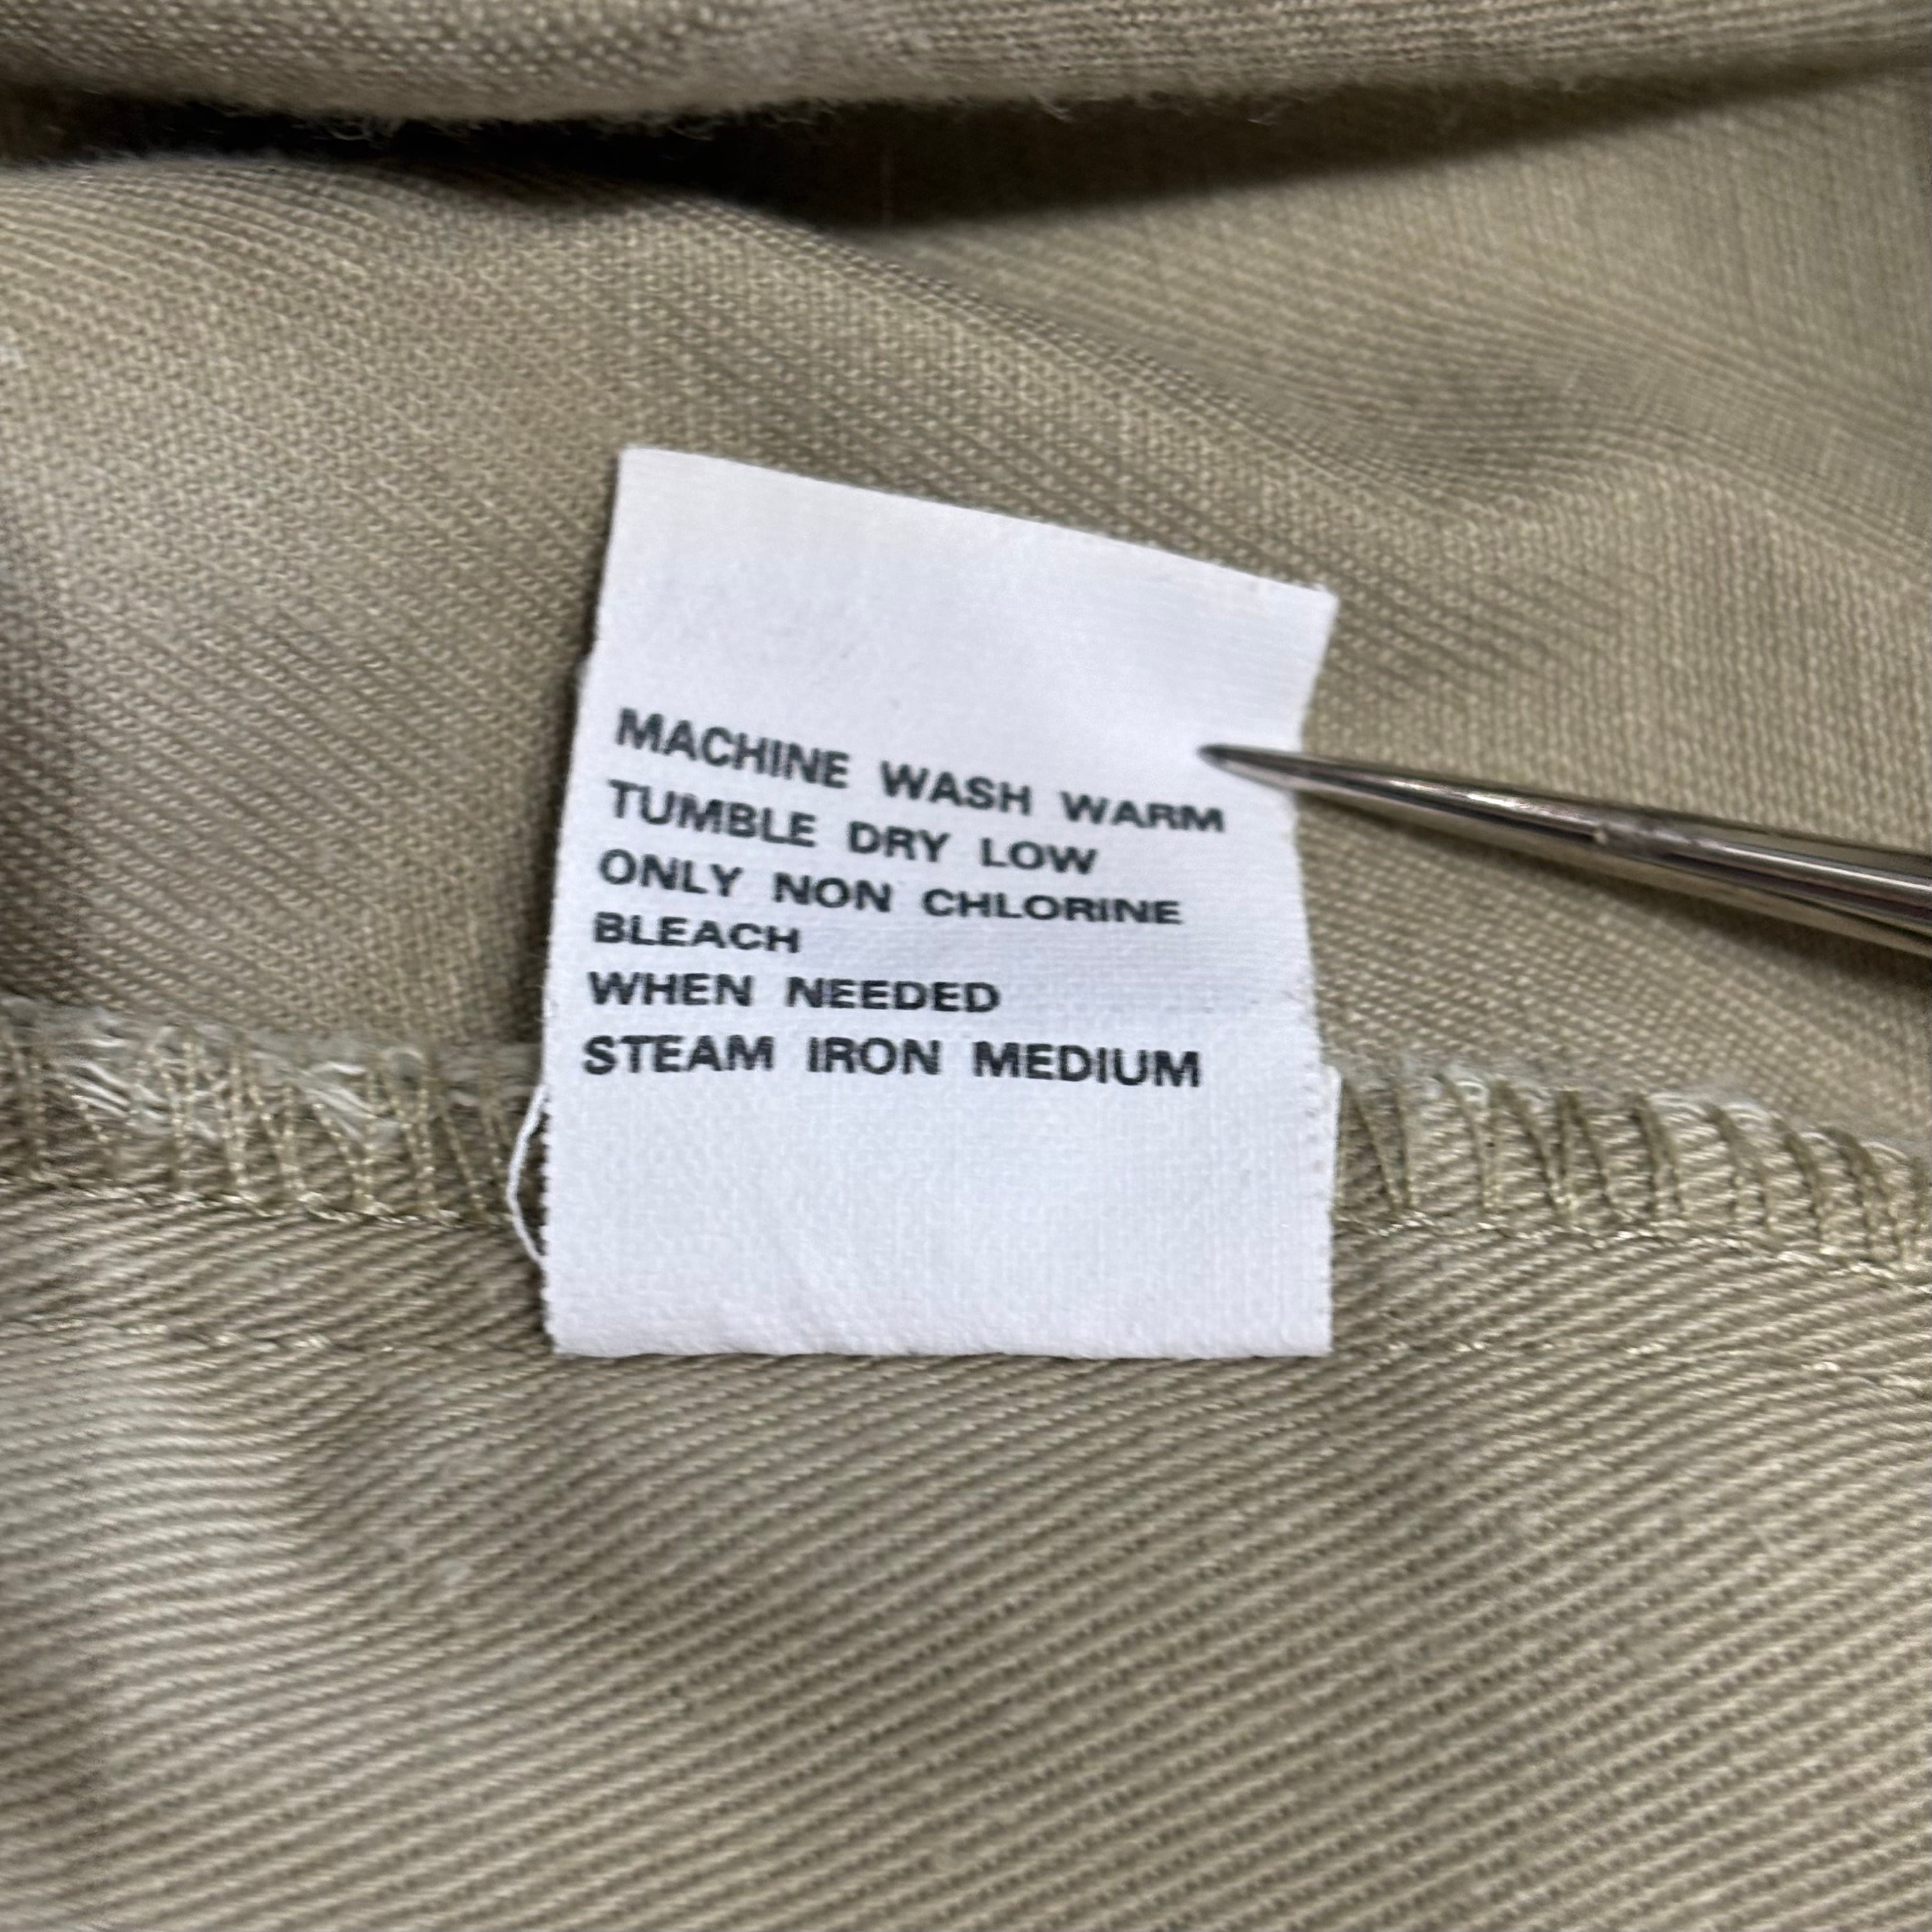 MACHINE WASH WARM
TUMBLE DRY LOW
ONLY NON CHLORINE
BLEACH
WHEN NEEDED
STEAM IRON MEDIUM